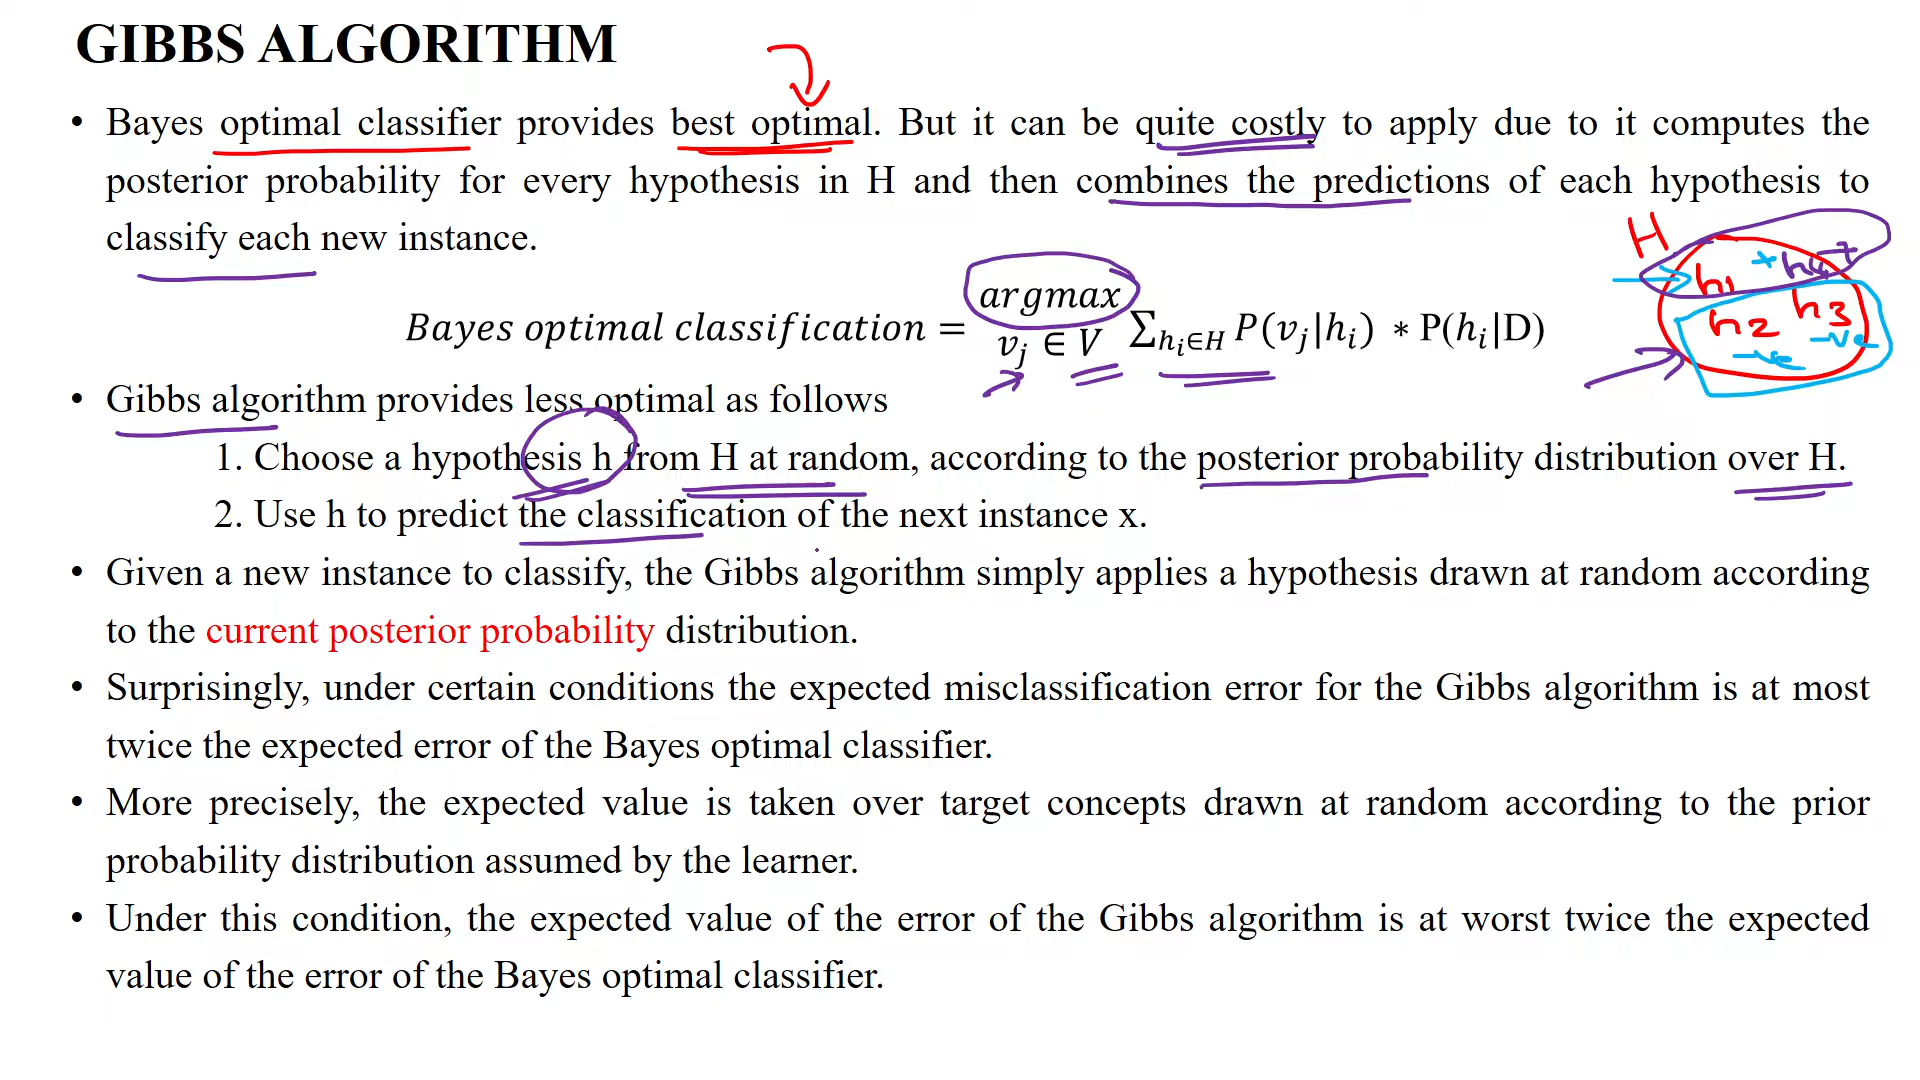 GIBBS ALGORITHM
• Bayes optimal classifier provides best optimal. But it can be quite costly to apply due to it computes the
posterior probability for every hypothesis in H and then combines the predictions of each hypothesis to
classify each new instance.
H
h1 + h4 +
h2 h3
-ve -ve
Bayes optimal classification = argmax v_j ∈ V ∑_{h_i∈H} P(v_j|h_i) * P(h_i|D)
• Gibbs algorithm provides less optimal as follows
1. Choose a hypothesis h from H at random, according to the posterior probability distribution over H.
2. Use h to predict the classification of the next instance x.
• Given a new instance to classify, the Gibbs algorithm simply applies a hypothesis drawn at random according
to the current posterior probability distribution.
• Surprisingly, under certain conditions the expected misclassification error for the Gibbs algorithm is at most
twice the expected error of the Bayes optimal classifier.
• More precisely, the expected value is taken over target concepts drawn at random according to the prior
probability distribution assumed by the learner.
• Under this condition, the expected value of the error of the Gibbs algorithm is at worst twice the expected
value of the error of the Bayes optimal classifier.